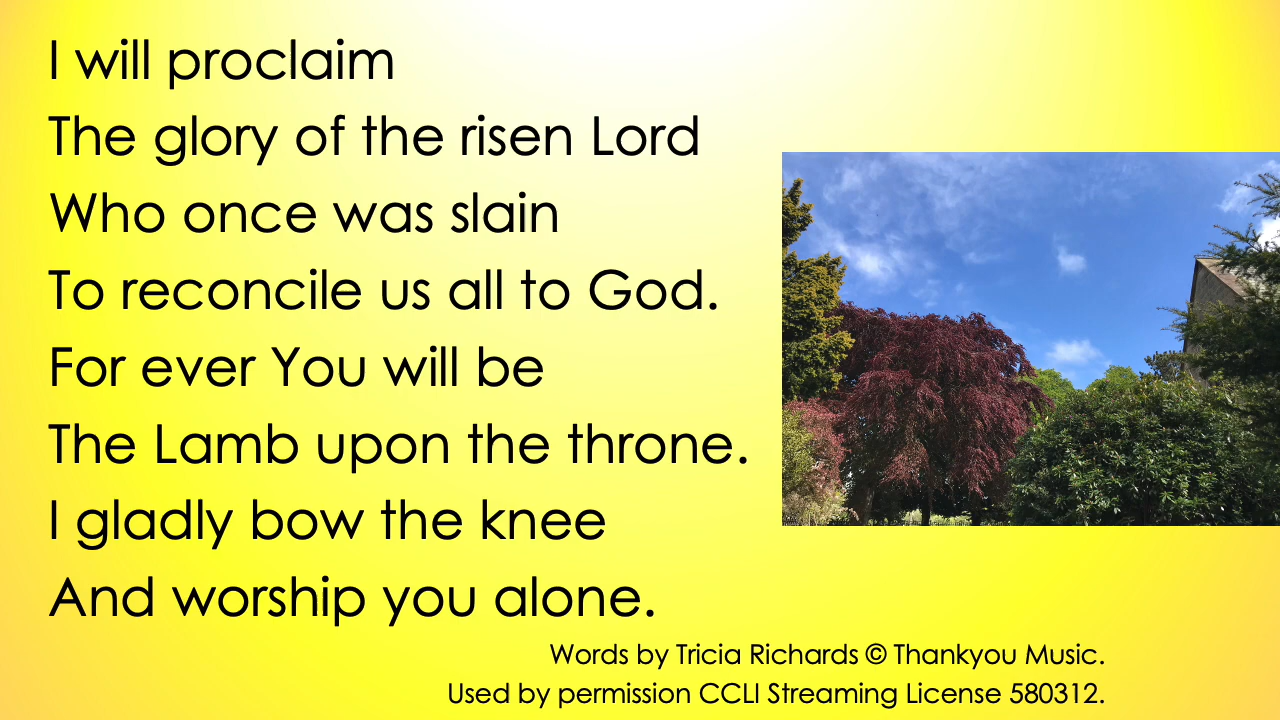 I will proclaim
The glory of the risen Lord
Who once was slain
To reconcile us all to God.
For ever You will be
The Lamb upon the throne.
I gladly bow the knee
And worship you alone.
Words by Tricia Richards © Thankyou Music.
Used by permission CCLI Streaming License 580312.